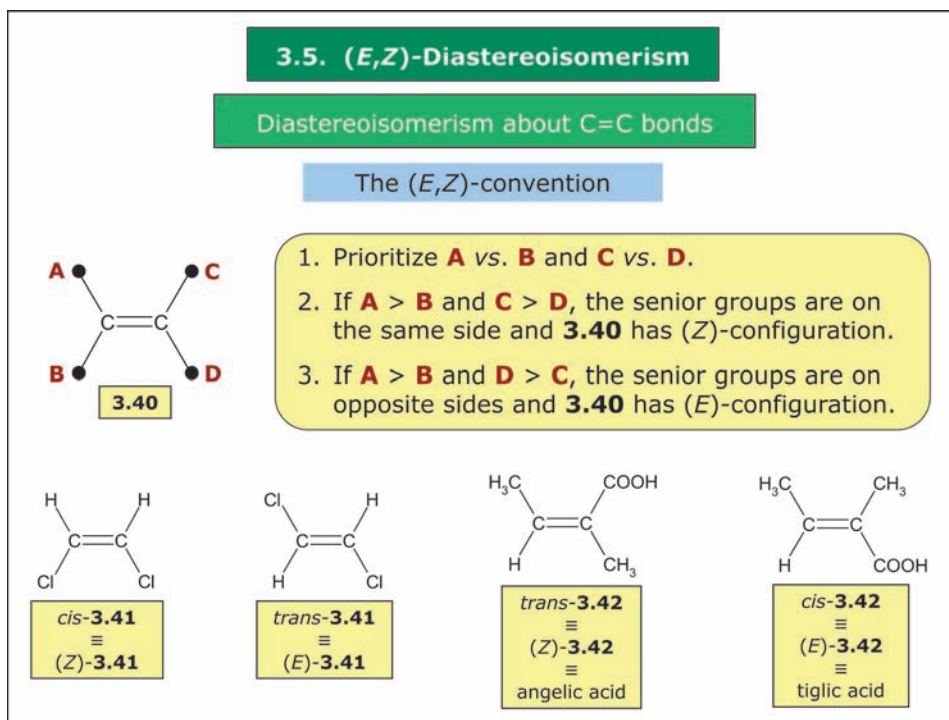 3.5. (E,Z)-Diastereoisomerism
Diastereoisomerism about C=C bonds
The (E,Z)-convention
A
C
C
C
B
D
3.40
1. Prioritize A vs. B and C vs. D.
2. If A > B and C > D, the senior groups are on
the same side and 3.40 has (Z)-configuration.
3. If A > B and D > C, the senior groups are on
opposite sides and 3.40 has (E)-configuration.
H
H
C
C
Cl
Cl
cis-3.41
≡
(Z)-3.41
Cl
H
C
C
H
Cl
trans-3.41
≡
(E)-3.41
H₃C
COOH
C
C
H
CH₃
trans-3.42
≡
(Z)-3.42
≡
angelic acid
H₃C
CH₃
C
C
H
COOH
cis-3.42
≡
(E)-3.42
≡
tiglic acid